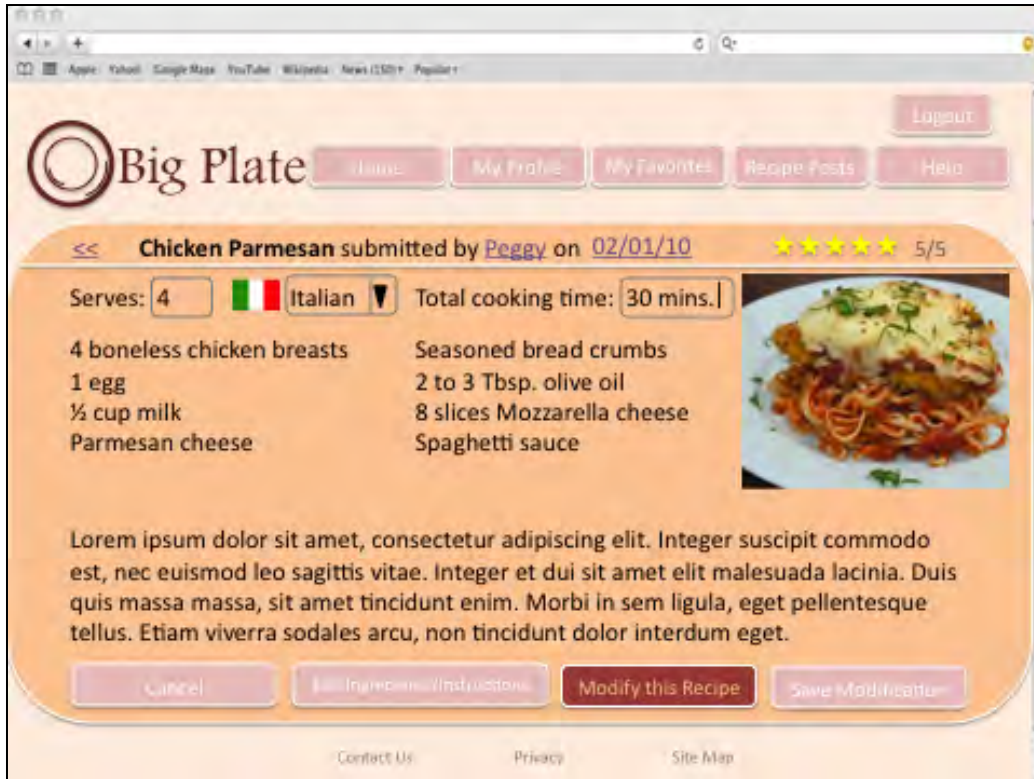 Apple Yahoo! Google Maps YouTube Wikipedia News (150) Popular
Logout
Big Plate Home My Profile My Favorites Recipe Posts Help
<< Chicken Parmesan submitted by Peggy on 02/01/10 5/5
Serves: 4 Italian Total cooking time: 30 mins.
4 boneless chicken breasts Seasoned bread crumbs
1 egg 2 to 3 Tbsp. olive oil
cup milk 8 slices Mozzarella cheese
Parmesan cheese Spaghetti sauce
Lorem ipsum dolor sit amet, consectetur adipiscing elit. Integer suscipit commodo
est, nec euismod leo sagittis vitae. Integer et dui sit amet elit malesuada lacinia. Duis
quis massa massa, sit amet tincidunt enim. Morbi in sem ligula, eget pellentesque
tellus. Etiam viverra sodales arcu, non tincidunt dolor interdum eget.
Cancel Ingredients/Instructions Modify this Recipe Save Modification
Contact Us Privacy Site Map